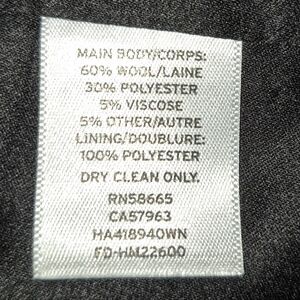 MAIN BODY/CORPS:
60% WOOL/LAINE
30% POLYESTER
5% VISCOSE
5% OTHER/AUTRE
LINING/DOUBLURE:
100% POLYESTER
DRY CLEAN ONLY.
RN58665
CA57963
HA418940WN
FD-HM22600